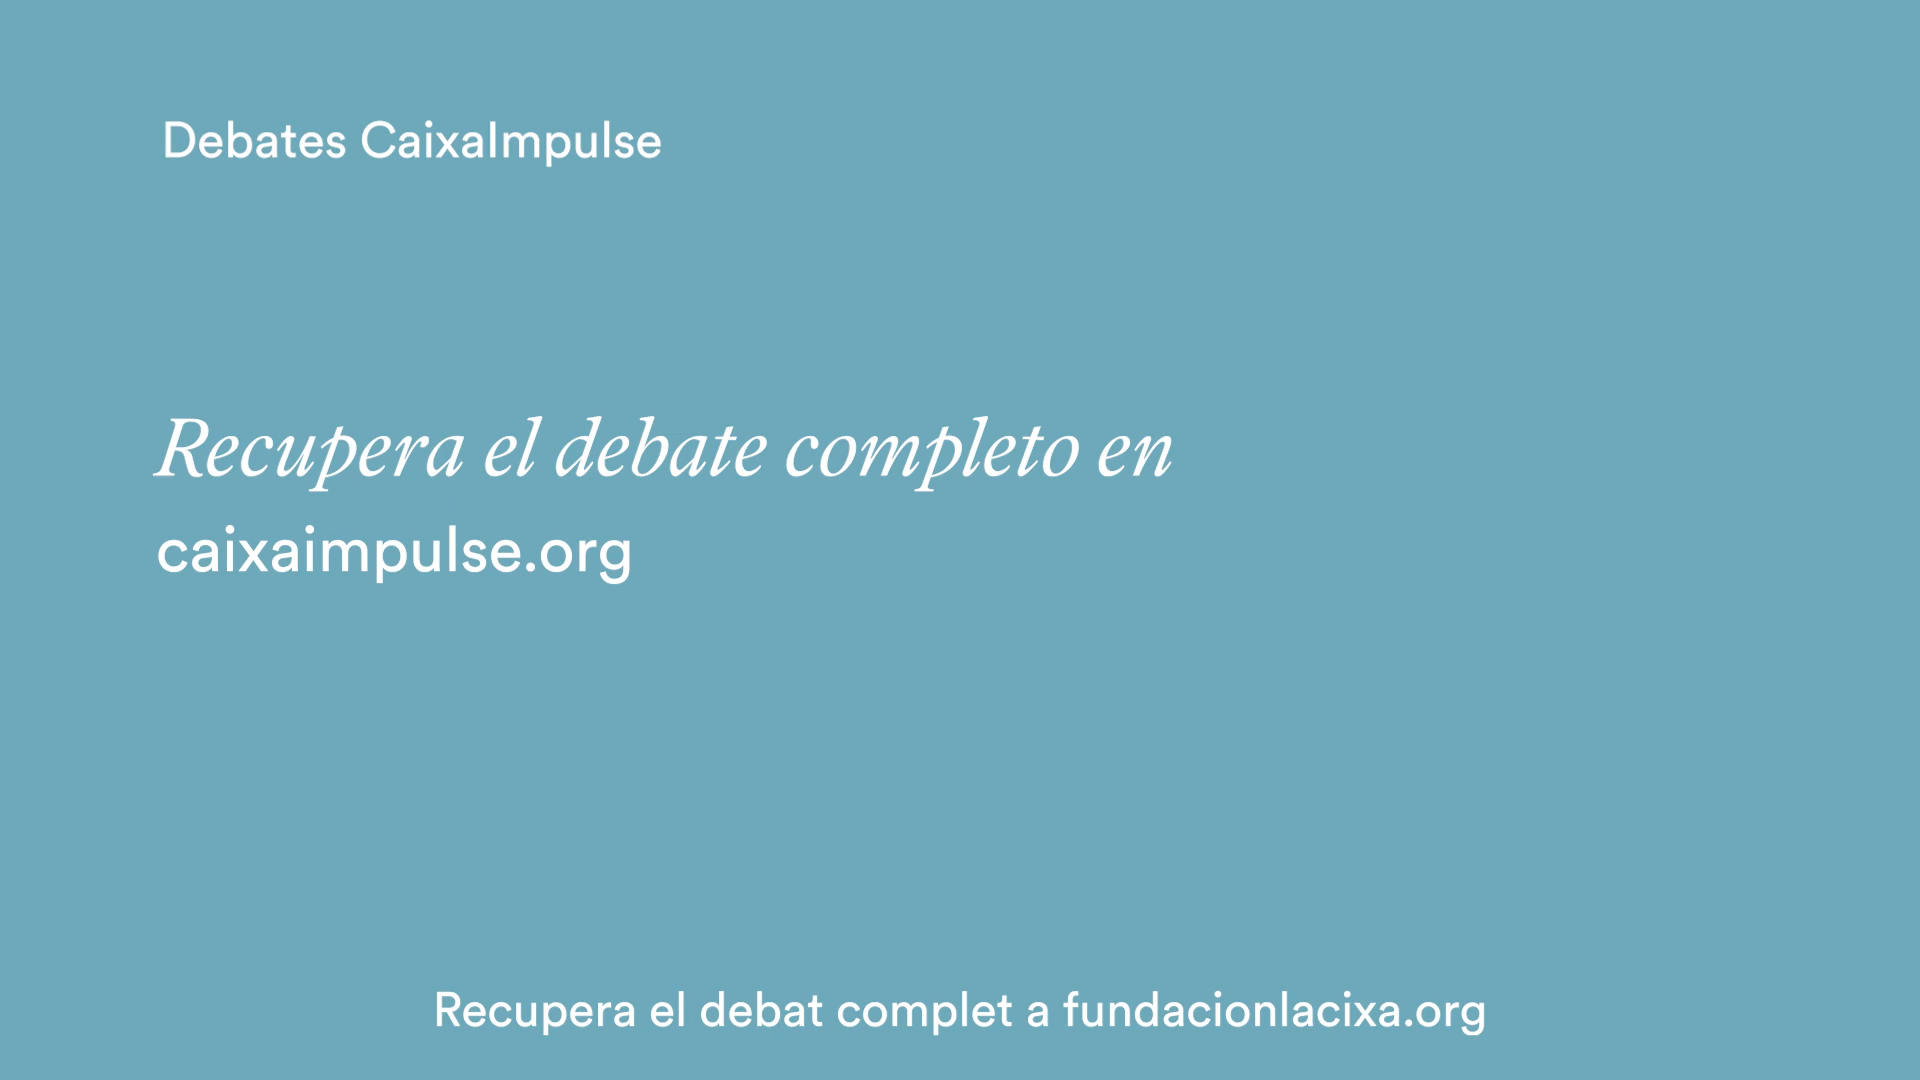 Debates CaixaImpulse
Recupera el debate completo en
caixaimpulse.org
Recupera el debat complet a fundacionlacixa.org